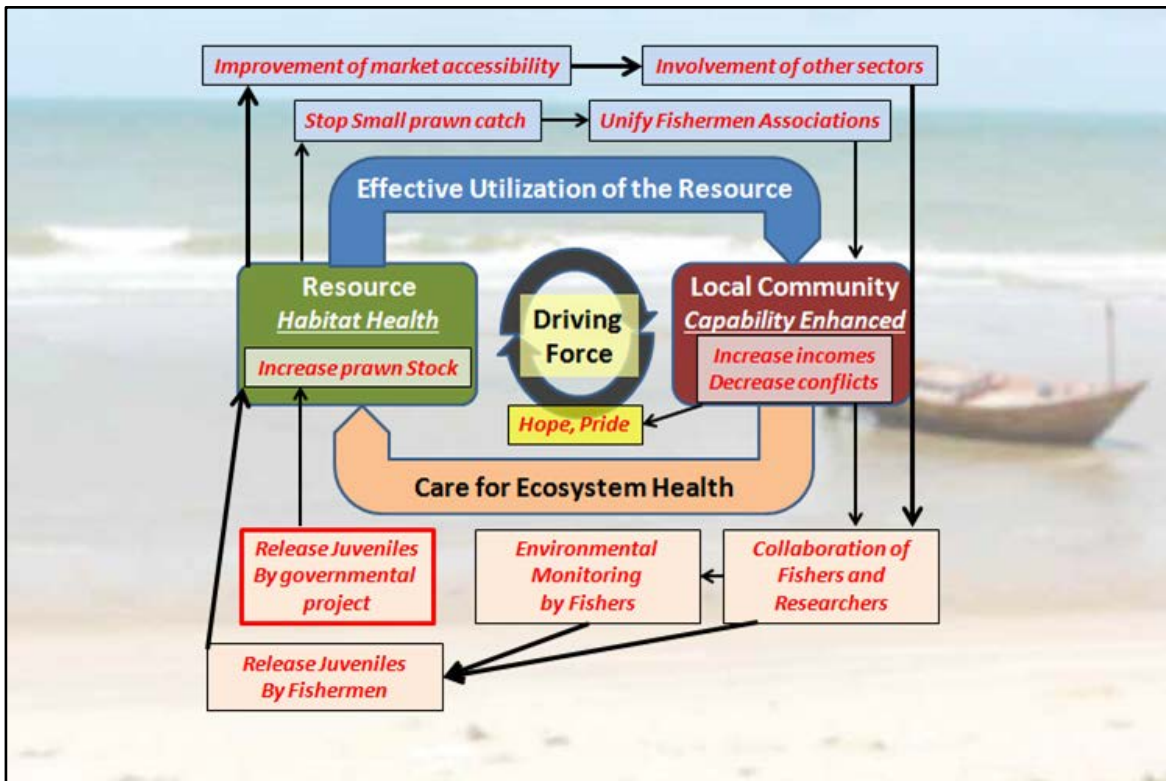 Improvement of market accessibility
Involvement of other sectors
Stop Small prawn catch
Unify Fishermen Associations
Effective Utilization of the Resource
Resource
Habitat Health
Increase prawn Stock
Driving
Force
Local Community
Capability Enhanced
Increase incomes
Decrease conflicts
Hope, Pride
Care for Ecosystem Health
Release Juveniles
By governmental
project
Environmental
Monitoring
by Fishers
Collaboration of
Fishers and
Researchers
Release Juveniles
By Fishermen